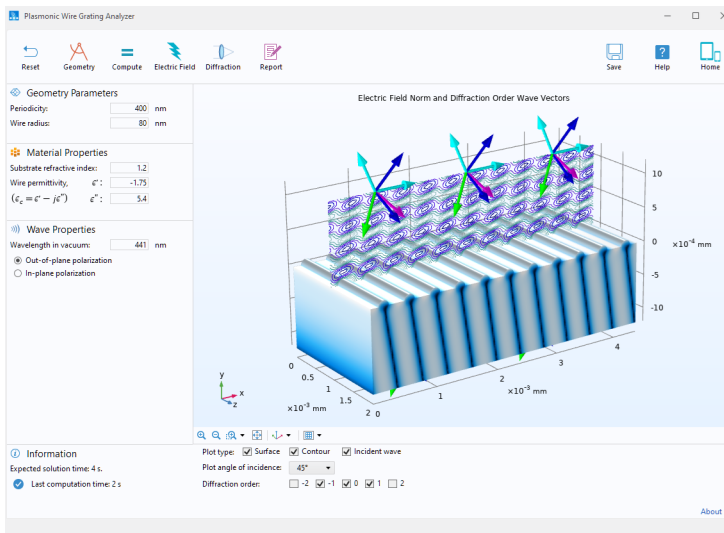 Plasmonic Wire Grating Analyzer
Reset Geometry Compute Electric Field Diffraction Report Save Help Home
Geometry Parameters
Periodicity: 400 nm
Wire radius: 80 nm
Material Properties
Substrate refractive index: 1.2
Wire permittivity, ε': -1.75
(ε_c = ε' − jε'') ε'': 5.4
Wave Properties
Wavelength in vacuum: 441 nm
Out-of-plane polarization
In-plane polarization
Electric Field Norm and Diffraction Order Wave Vectors
10
5
0
×10⁻⁴ mm
-5
-10
0
0.5
1
1.5
2
×10⁻³ mm
0
1
2
3
4
×10⁻³ mm
y
x
z
Information
Expected solution time: 4 s.
Last computation time: 2 s
Plot type: Surface Contour Incident wave
Plot angle of incidence: 45°
Diffraction order: -2 -1 0 1 2
About